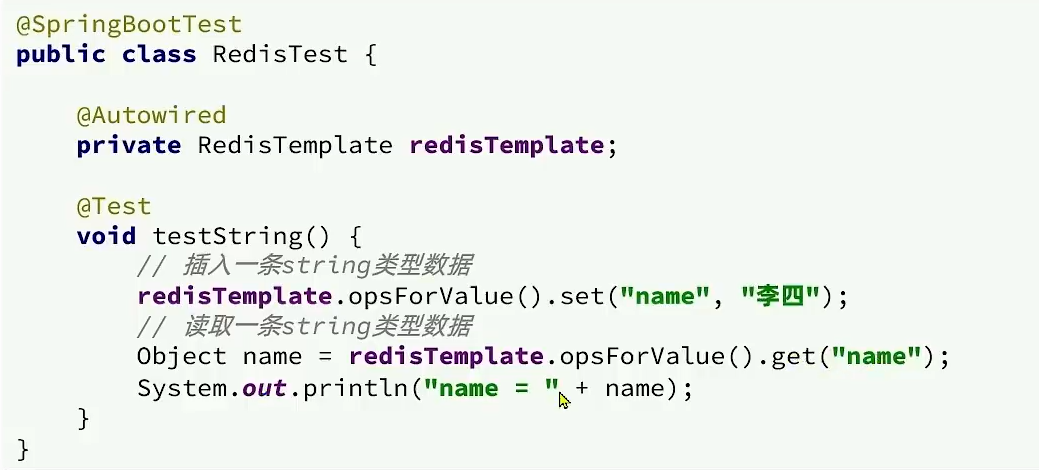 @SpringBootTest
public class RedisTest {
@Autowired
private RedisTemplate redisTemplate;
@Test
void testString() {
// 插入一条string类型数据
redisTemplate.opsForValue().set("name", "李四");
// 读取一条string类型数据
Object name = redisTemplate.opsForValue().get("name");
System.out.println("name = " + name);
}
}